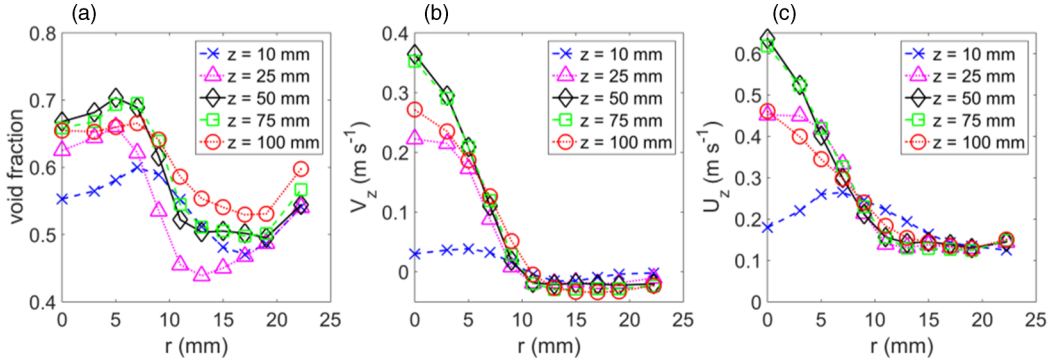 (a)
void fraction
0.8
0.7
0.6
0.5
0.4
0 5 10 15 20 25
r (mm)
z = 10 mm
z = 25 mm
z = 50 mm
z = 75 mm
z = 100 mm
(b)
V_z (m s⁻¹)
0.4
0.3
0.2
0.1
0
0 5 10 15 20 25
r (mm)
z = 10 mm
z = 25 mm
z = 50 mm
z = 75 mm
z = 100 mm
(c)
U_z (m s⁻¹)
0.6
0.5
0.4
0.3
0.2
0.1
0
0 5 10 15 20 25
r (mm)
z = 10 mm
z = 25 mm
z = 50 mm
z = 75 mm
z = 100 mm